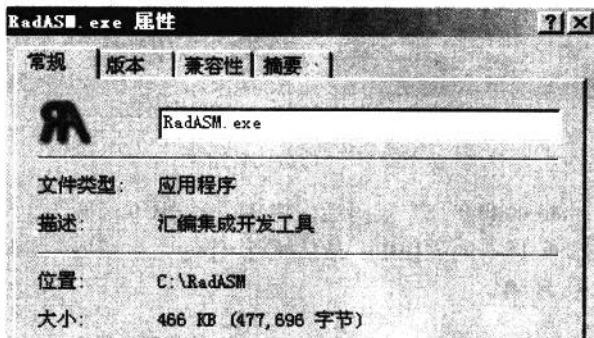 RadASM.exe 属性
常规 版本 兼容性 摘要
RadASM.exe
文件类型: 应用程序
描述: 汇编集成开发工具
位置: C:\RadASM
大小: 466 KB (477,696 字节)